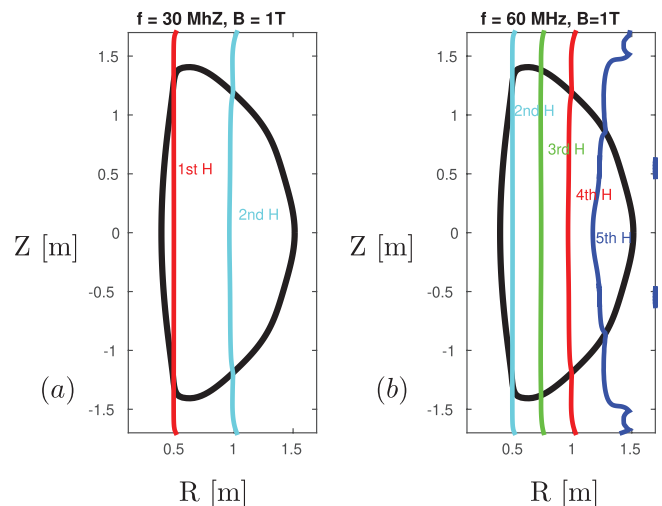 f = 30 MhZ, B = 1T
f = 60 MHz, B=1T
1.5
1
0.5
0
-0.5
-1
-1.5
Z [m]
(a)
1st H
2nd H
0.5
1
1.5
R [m]
1.5
1
0.5
0
-0.5
-1
-1.5
Z [m]
(b)
2nd H
3rd H
4th H
5th H
0.5
1
1.5
R [m]